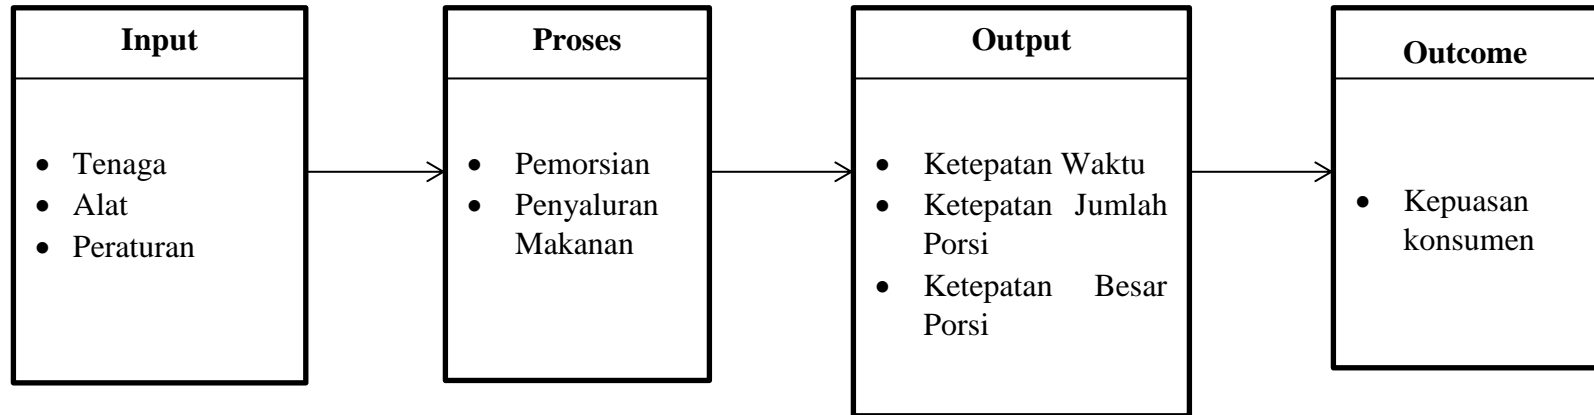 Input
• Tenaga
• Alat
• Peraturan
Proses
• Pemorsian
• Penyaluran
Makanan
Output
• Ketepatan Waktu
• Ketepatan Jumlah
Porsi
• Ketepatan Besar
Porsi
Outcome
• Kepuasan
konsumen